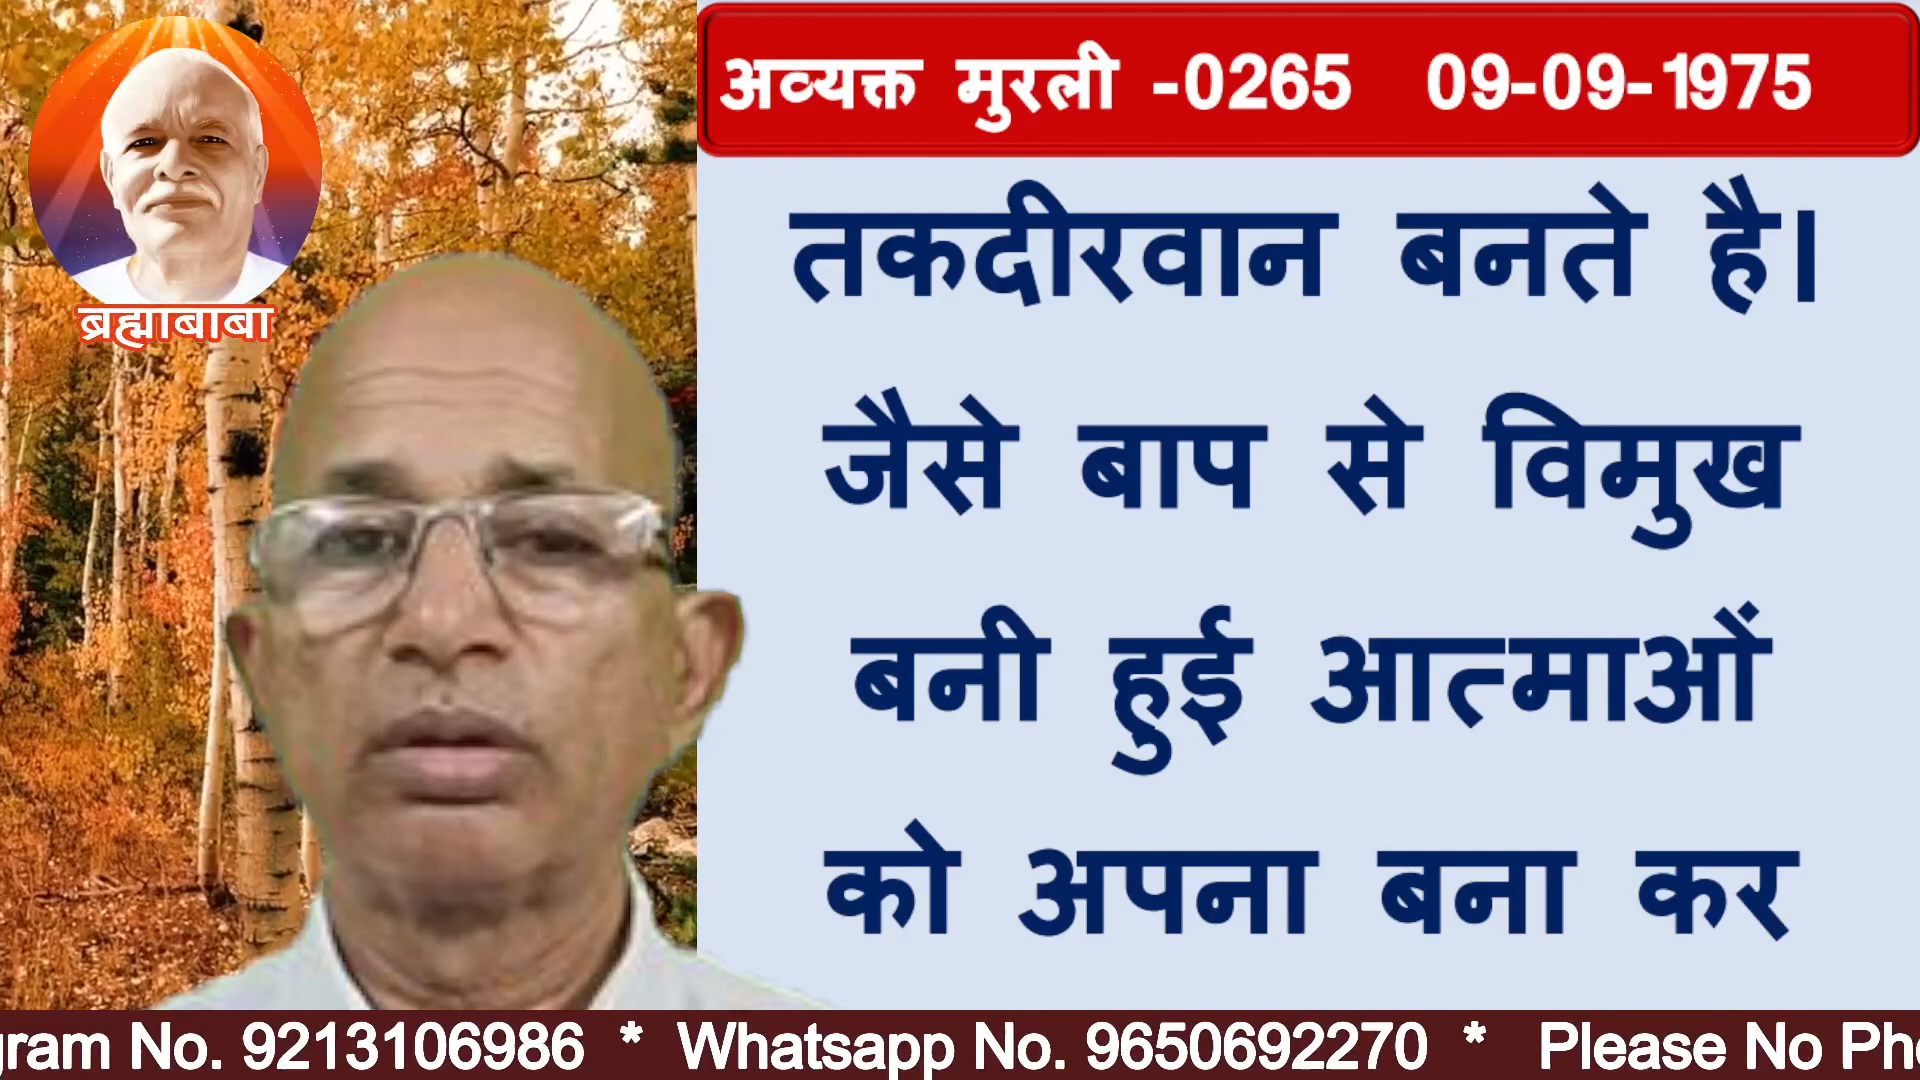 अव्यक्त मुरली -0265 09-09-1975
ब्रह्माबाबा
तकदीरवान बनते है।
जैसे बाप से विमुख
बनी हुई आत्माओं
को अपना बना कर
gram No. 9213106986 * Whatsapp No. 9650692270 * Please No Ph